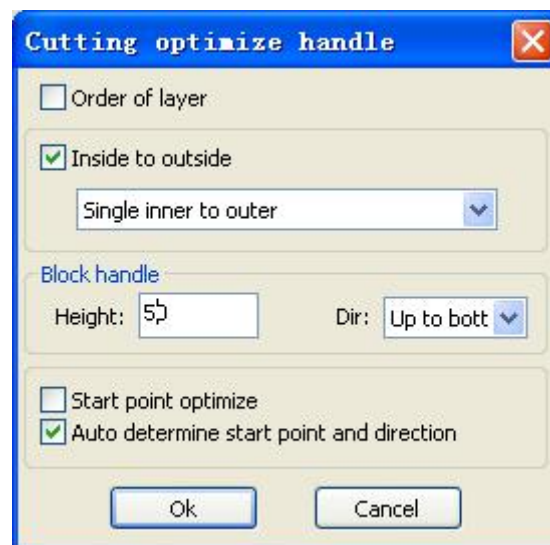 Cutting optimize handle
Order of layer
Inside to outside
Single inner to outer
Block handle
Height:
Dir: Up to bott
Start point optimize
Auto determine start point and direction
Ok Cancel